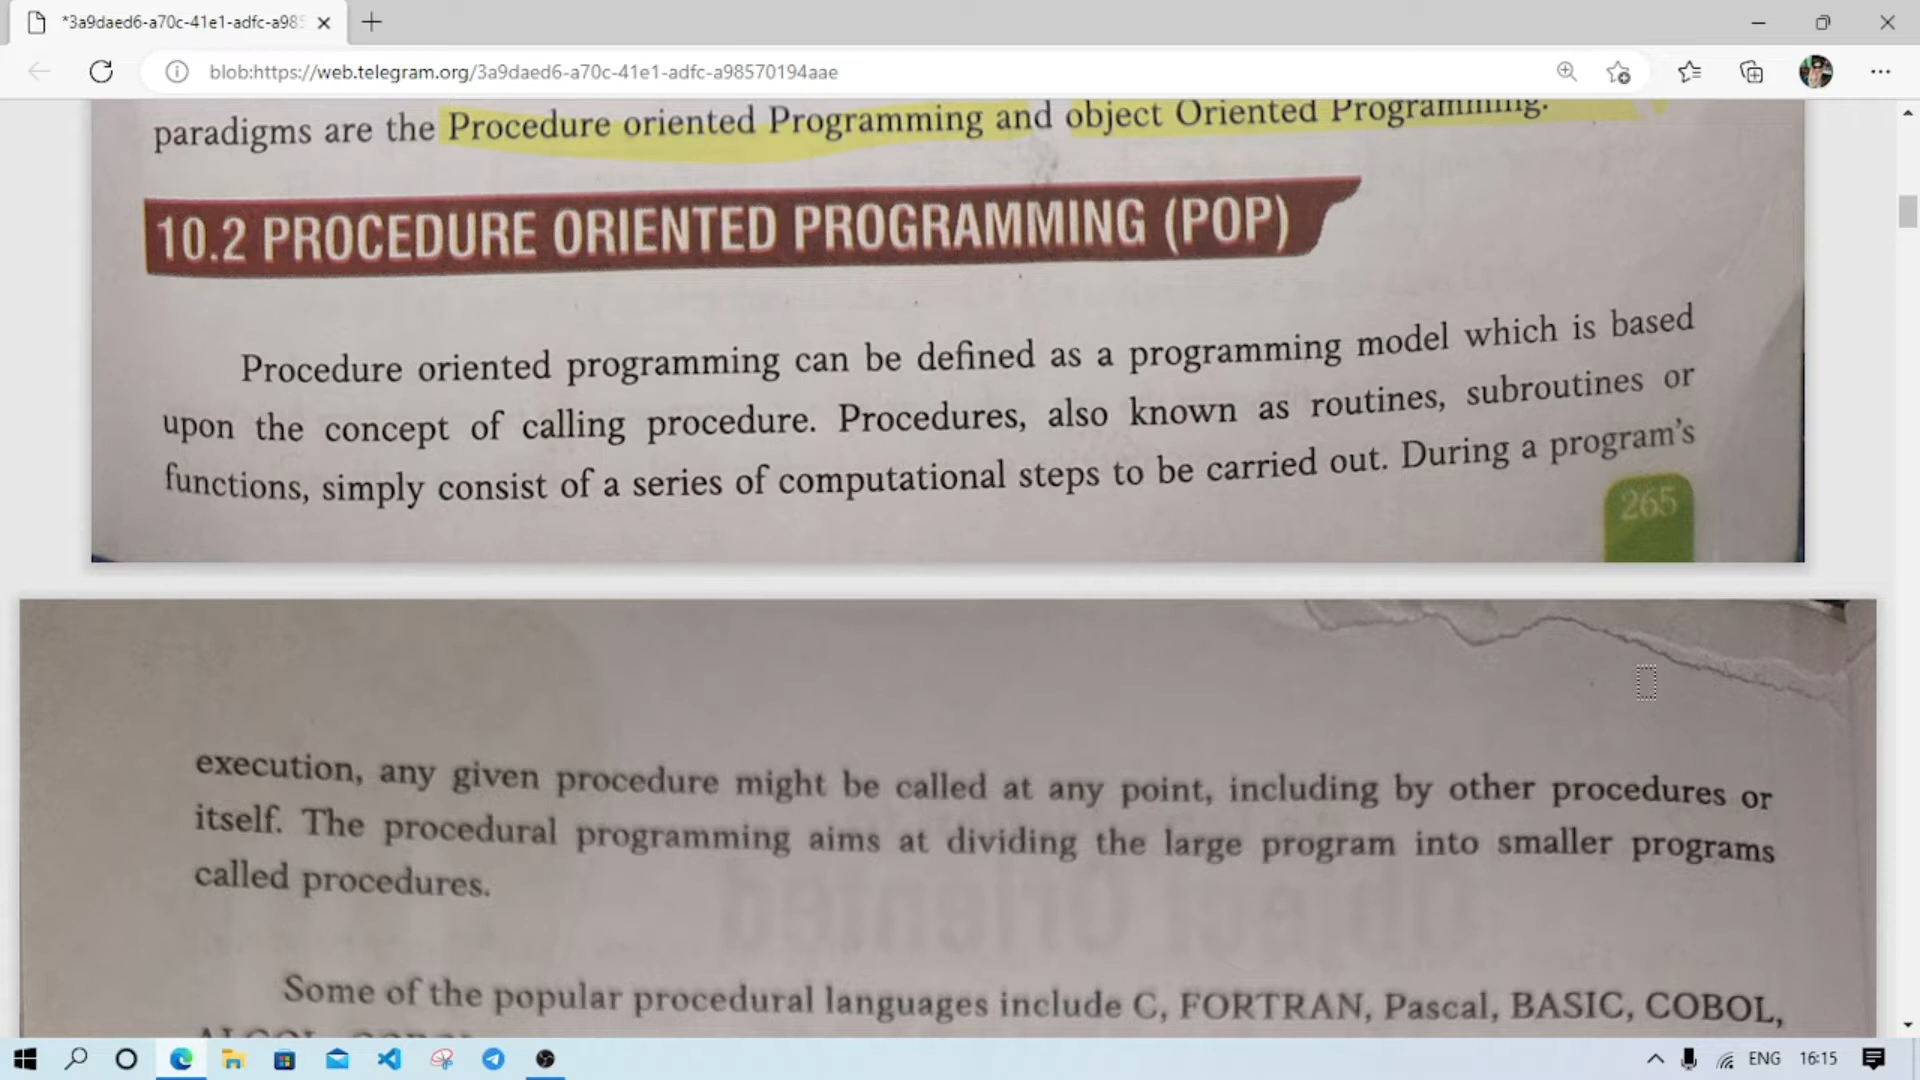 *3a9daed6-a70c-41e1-adfc-a985
blob:https://web.telegram.org/3a9daed6-a70c-41e1-adfc-a98570194aae
paradigms are the Procedure oriented Programming and object Oriented Programming.
10.2 PROCEDURE ORIENTED PROGRAMMING (POP)
Procedure oriented programming can be defined as a programming model which is based
upon the concept of calling procedure. Procedures, also known as routines, subroutines or
functions, simply consist of a series of computational steps to be carried out. During a program's
265
execution, any given procedure might be called at any point, including by other procedures or
itself. The procedural programming aims at dividing the large program into smaller programs
called procedures.
Some of the popular procedural languages include C, FORTRAN, Pascal, BASIC, COBOL,
ENG 16:15